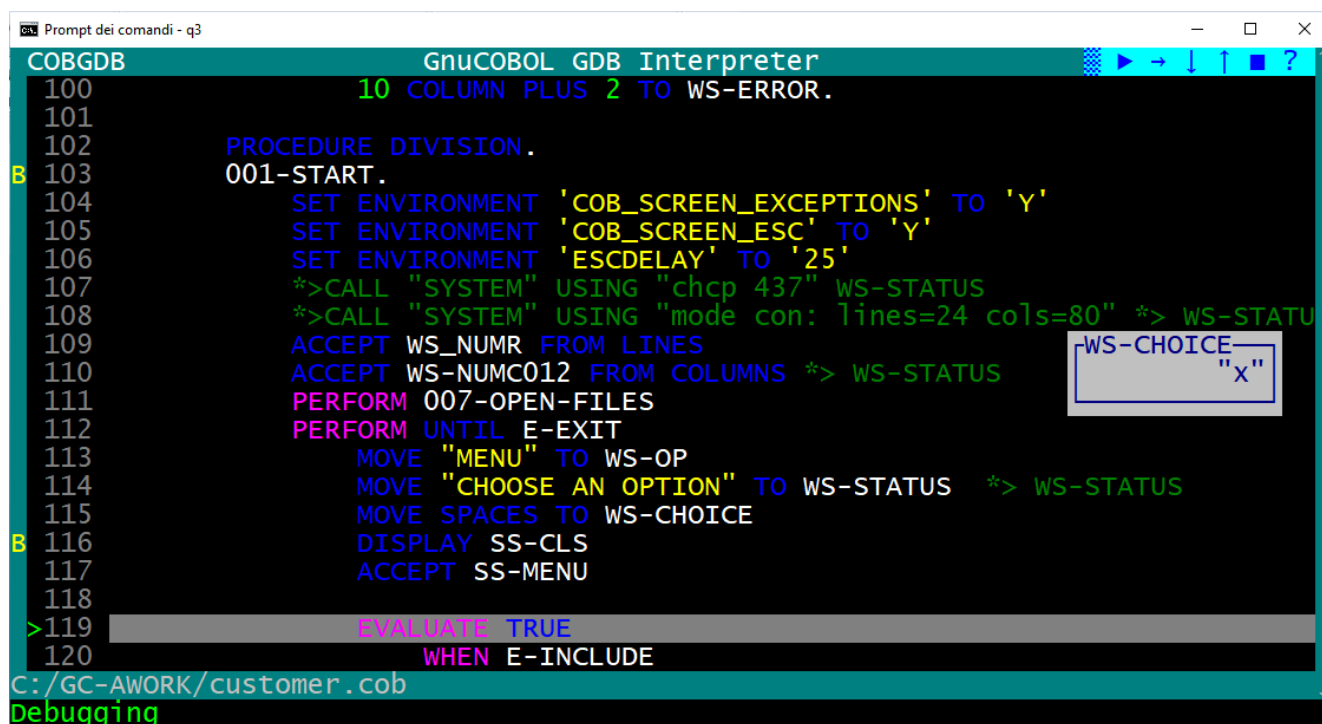 Prompt dei comandi - q3
COBGDB GnuCOBOL GDB Interpreter ?
100 10 COLUMN PLUS 2 TO WS-ERROR.
101
102 PROCEDURE DIVISION.
B 103 001-START.
104 SET ENVIRONMENT 'COB_SCREEN_EXCEPTIONS' TO 'Y'
105 SET ENVIRONMENT 'COB_SCREEN_ESC' TO 'Y'
106 SET ENVIRONMENT 'ESCDELAY' TO '25'
107 *>CALL "SYSTEM" USING "chcp 437" WS-STATUS
108 *>CALL "SYSTEM" USING "mode con: lines=24 cols=80" *> WS-STATU
109 ACCEPT WS_NUMR FROM LINES WS-CHOICE
110 ACCEPT WS-NUMC012 FROM COLUMNS *> WS-STATUS "x"
111 PERFORM 007-OPEN-FILES
112 PERFORM UNTIL E-EXIT
113 MOVE "MENU" TO WS-OP
114 MOVE "CHOOSE AN OPTION" TO WS-STATUS *> WS-STATUS
115 MOVE SPACES TO WS-CHOICE
B 116 DISPLAY SS-CLS
117 ACCEPT SS-MENU
118
>119 EVALUATE TRUE
120 WHEN E-INCLUDE
C:/GC-AWORK/customer.cob
Debugging